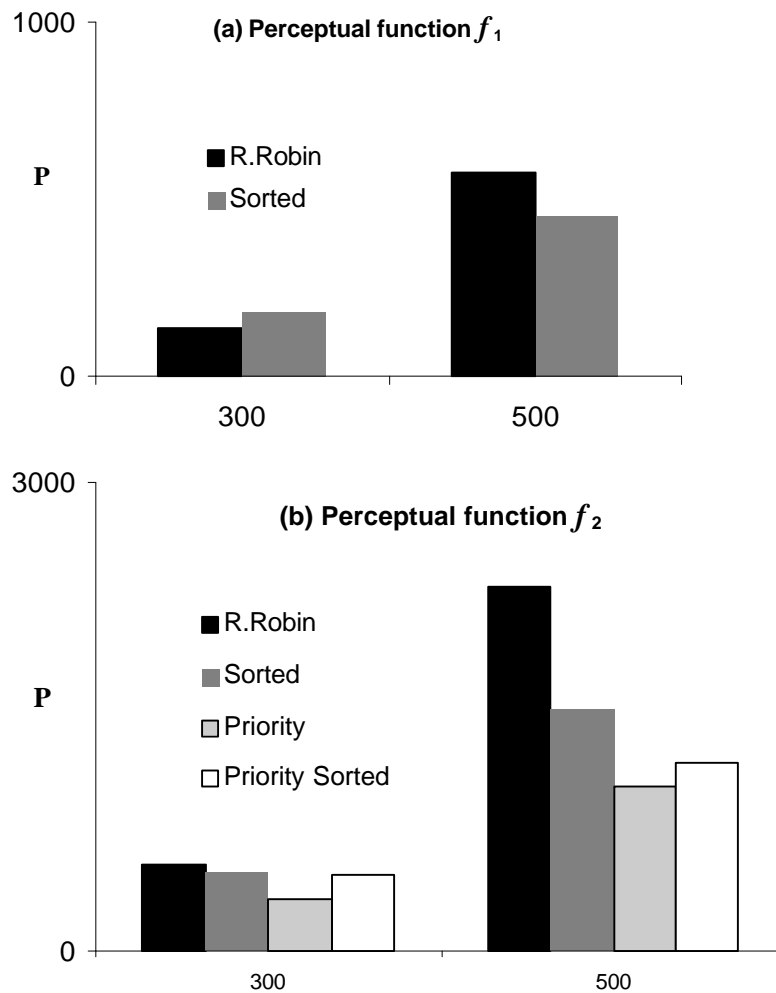 1000
(a) Perceptual function f1
R.Robin
P
Sorted
0
300 500
3000
(b) Perceptual function f2
R.Robin
Sorted
P
Priority
Priority Sorted
0
300 500